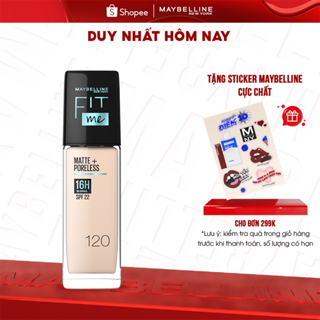 Shopee
MAYBELLINE
NEW YORK
DUY NHẤT HÔM NAY
MAYBELLINE
NEW YORK
FIT
me
MATTE +
PORELESS
16H
SPF 22
120
TẶNG STICKER MAYBELLINE
CỰC CHẤT
CHO ĐƠN 299K
*Lưu ý: kiểm tra quà trong giỏ hàng
trước khi thanh toán, số lượng có hạn